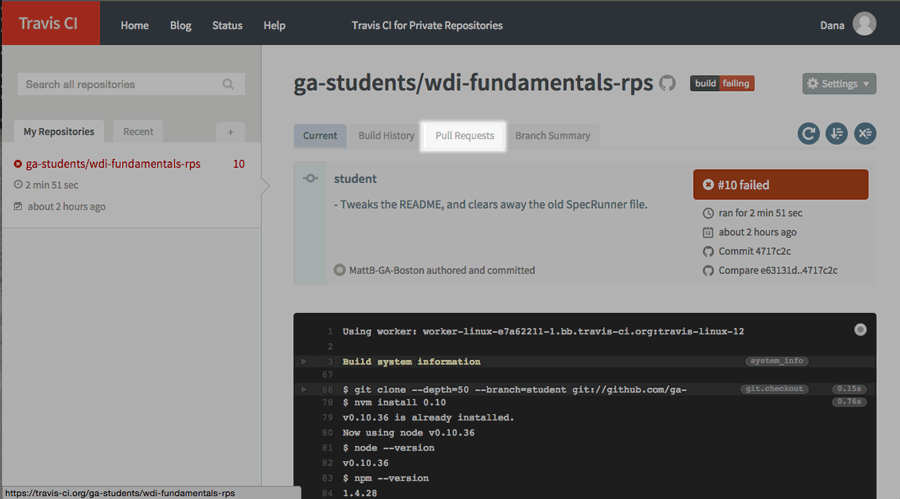 Travis CI
Home Blog Status Help Travis CI for Private Repositories Dana
Search all repositories
My Repositories Recent +
ga-students/wdi-fundamentals-rps 10
2 min 51 sec
about 2 hours ago
ga-students/wdi-fundamentals-rps build failing Settings
Current Build History Pull Requests Branch Summary
student
- Tweaks the README, and clears away the old SpecRunner file.
MattB-GA-Boston authored and committed
#10 failed
ran for 2 min 51 sec
12 about 2 hours ago
Commit 4717c2c
Compare e63131d..4717c2c
1 Using worker: worker-linux-e7a62211-1.bb.travis-ci.org:travis-linux-12
2
3 Build system information system_info
67
68 $ git clone --depth=50 --branch=student git://github.com/ga- git.checkout 0.15s
78 $ nvm install 0.10 0.76s
79 v0.10.36 is already installed.
80 Now using node v0.10.36
81 $ node --version
82 v0.10.36
83 $ npm --version
84 1.4.28
https://travis-ci.org/ga-students/wdi-fundamentals-rps